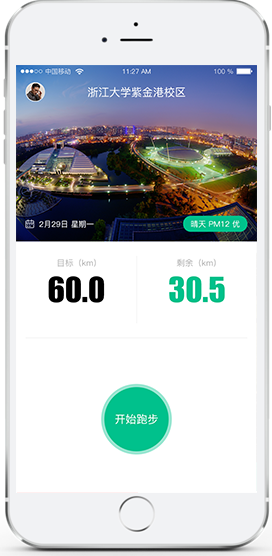 中国移动 11:27 AM 100 %
浙江大学紫金港校区
2月29日 星期一 晴天 PM12 优
目标（km） 剩余（km）
60.0 30.5
开始跑步